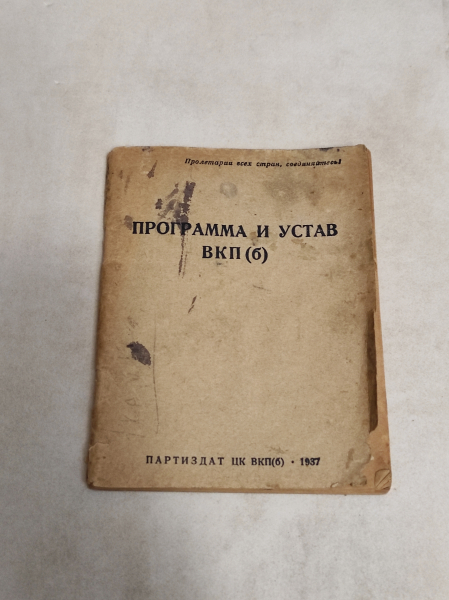 Пролетарии всех стран, соединяйтесь!
ПРОГРАММА И УСТАВ
ВКП(б)
ПАРТИЗДАТ ЦК ВКП(б) • 1937